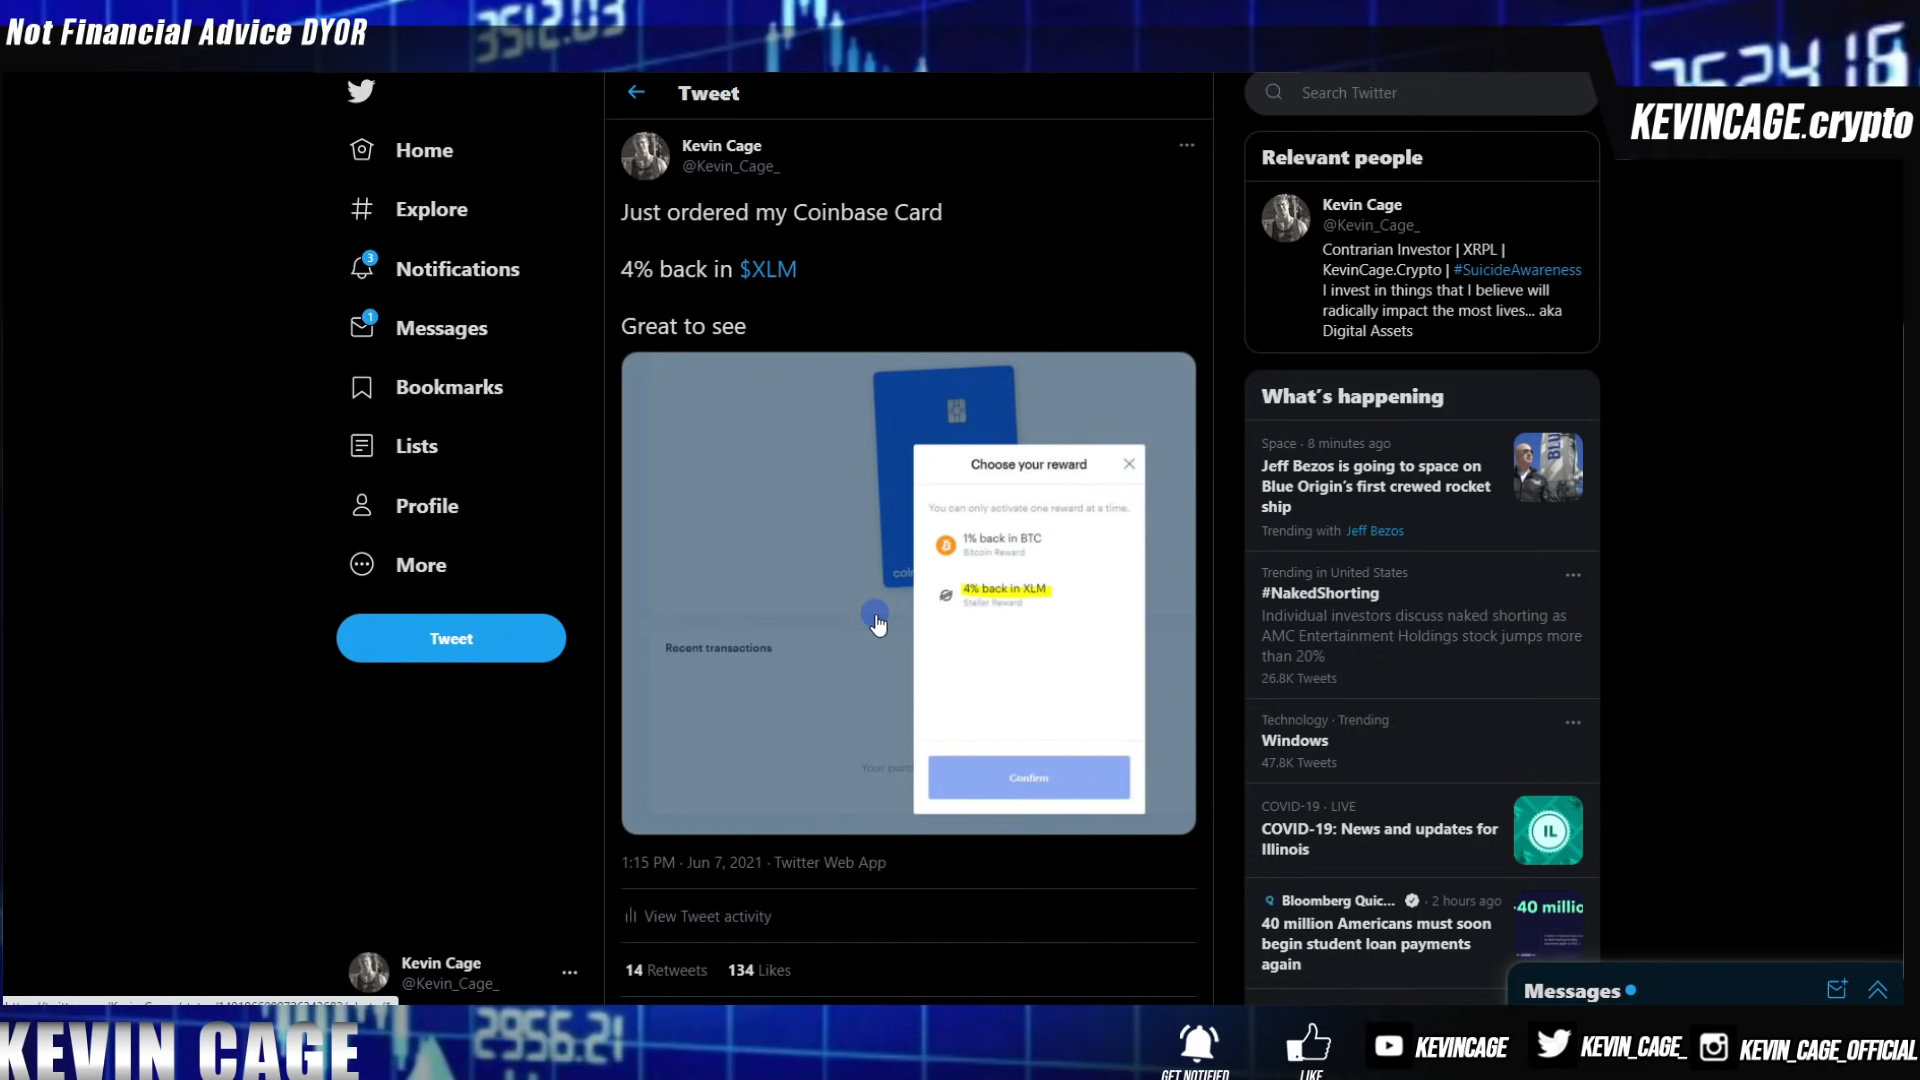 Not Financial Advice DYOR
3512.03
KEVINCAGE.crypto
Tweet
Search Twitter
Home
Explore
3
Notifications
1
Messages
Bookmarks
Lists
Profile
More
Tweet
Kevin Cage
@Kevin_Cage_
Kevin Cage
@Kevin_Cage_
Just ordered my Coinbase Card
4% back in $XLM
Great to see
Choose your reward
You can only activate one reward at a time.
1% back in BTC
Bitcoin Reward
4% back in XLM
Stellar Reward
Recent transactions
Confirm
1:15 PM · Jun 7, 2021 · Twitter Web App
View Tweet activity
14 Retweets 134 Likes
Relevant people
Kevin Cage
@Kevin_Cage_
Contrarian Investor | XRPL |
KevinCage.Crypto | #SuicideAwareness
I invest in things that I believe will
radically impact the most lives... aka
Digital Assets
What's happening
Space · 8 minutes ago
Jeff Bezos is going to space on
Blue Origin's first crewed rocket
ship
Trending with Jeff Bezos
Trending in United States
#NakedShorting
Individual investors discuss naked shorting as
AMC Entertainment Holdings stock jumps more
than 20%
26.8K Tweets
Technology · Trending
Windows
47.8K Tweets
COVID-19 · LIVE
COVID-19: News and updates for
Illinois
IL
Bloomberg Quic... · 2 hours ago
40 million Americans must soon
begin student loan payments
again
Messages
KEVIN CAGE
2956.21
GET NOTIFIED
LIKE
KEVINCAGE
KEVIN_CAGE_
KEVIN_CAGE_OFFICIAL